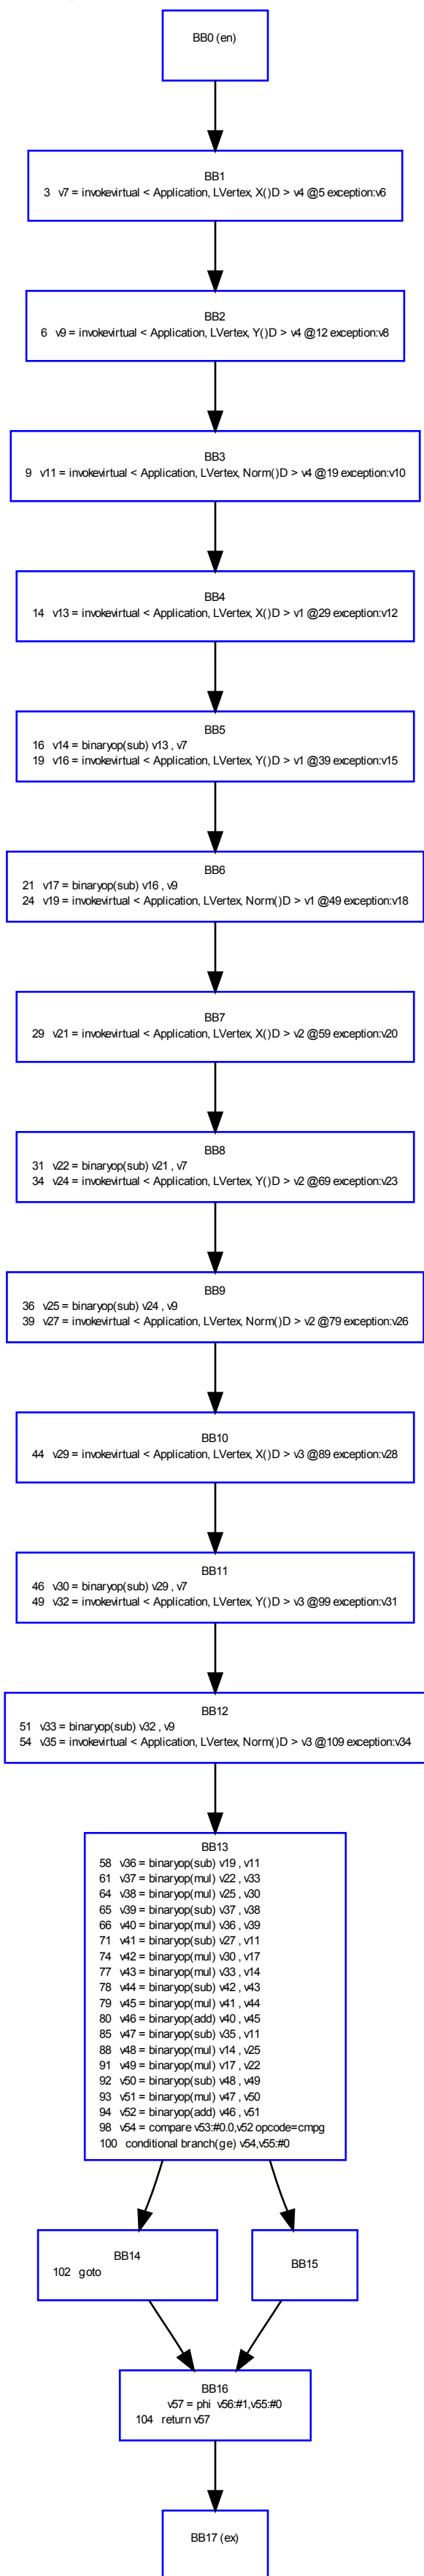 BB0 (en)
BB1
3 v7 = invokevirtual < Application, LVertex, X()D > v4 @5 exception:v6
BB2
6 v9 = invokevirtual < Application, LVertex, Y()D > v4 @12 exception:v8
BB3
9 v11 = invokevirtual < Application, LVertex, Norm()D > v4 @19 exception:v10
BB4
14 v13 = invokevirtual < Application, LVertex, X()D > v1 @29 exception:v12
BB5
16 v14 = binaryop(sub) v13 , v7
19 v16 = invokevirtual < Application, LVertex, Y()D > v1 @39 exception:v15
BB6
21 v17 = binaryop(sub) v16 , v9
24 v19 = invokevirtual < Application, LVertex, Norm()D > v1 @49 exception:v18
BB7
29 v21 = invokevirtual < Application, LVertex, X()D > v2 @59 exception:v20
BB8
31 v22 = binaryop(sub) v21 , v7
34 v24 = invokevirtual < Application, LVertex, Y()D > v2 @69 exception:v23
BB9
36 v25 = binaryop(sub) v24 , v9
39 v27 = invokevirtual < Application, LVertex, Norm()D > v2 @79 exception:v26
BB10
44 v29 = invokevirtual < Application, LVertex, X()D > v3 @89 exception:v28
BB11
46 v30 = binaryop(sub) v29 , v7
49 v32 = invokevirtual < Application, LVertex, Y()D > v3 @99 exception:v31
BB12
51 v33 = binaryop(sub) v32 , v9
54 v35 = invokevirtual < Application, LVertex, Norm()D > v3 @109 exception:v34
BB13
58 v36 = binaryop(sub) v19 , v11
61 v37 = binaryop(mul) v22 , v33
64 v38 = binaryop(mul) v25 , v30
65 v39 = binaryop(sub) v37 , v38
66 v40 = binaryop(mul) v36 , v39
71 v41 = binaryop(sub) v27 , v11
74 v42 = binaryop(mul) v30 , v17
77 v43 = binaryop(mul) v33 , v14
78 v44 = binaryop(sub) v42 , v43
79 v45 = binaryop(mul) v41 , v44
80 v46 = binaryop(add) v40 , v45
85 v47 = binaryop(sub) v35 , v11
88 v48 = binaryop(mul) v14 , v25
91 v49 = binaryop(mul) v17 , v22
92 v50 = binaryop(sub) v48 , v49
93 v51 = binaryop(mul) v47 , v50
94 v52 = binaryop(add) v46 , v51
98 v54 = compare v53:#0.0,v52 opcode=cmpg
100 conditional branch(ge) v54,v55:#0
BB14
102 goto
BB15
BB16
v57 = phi v56:#1,v55:#0
104 return v57
BB17 (ex)